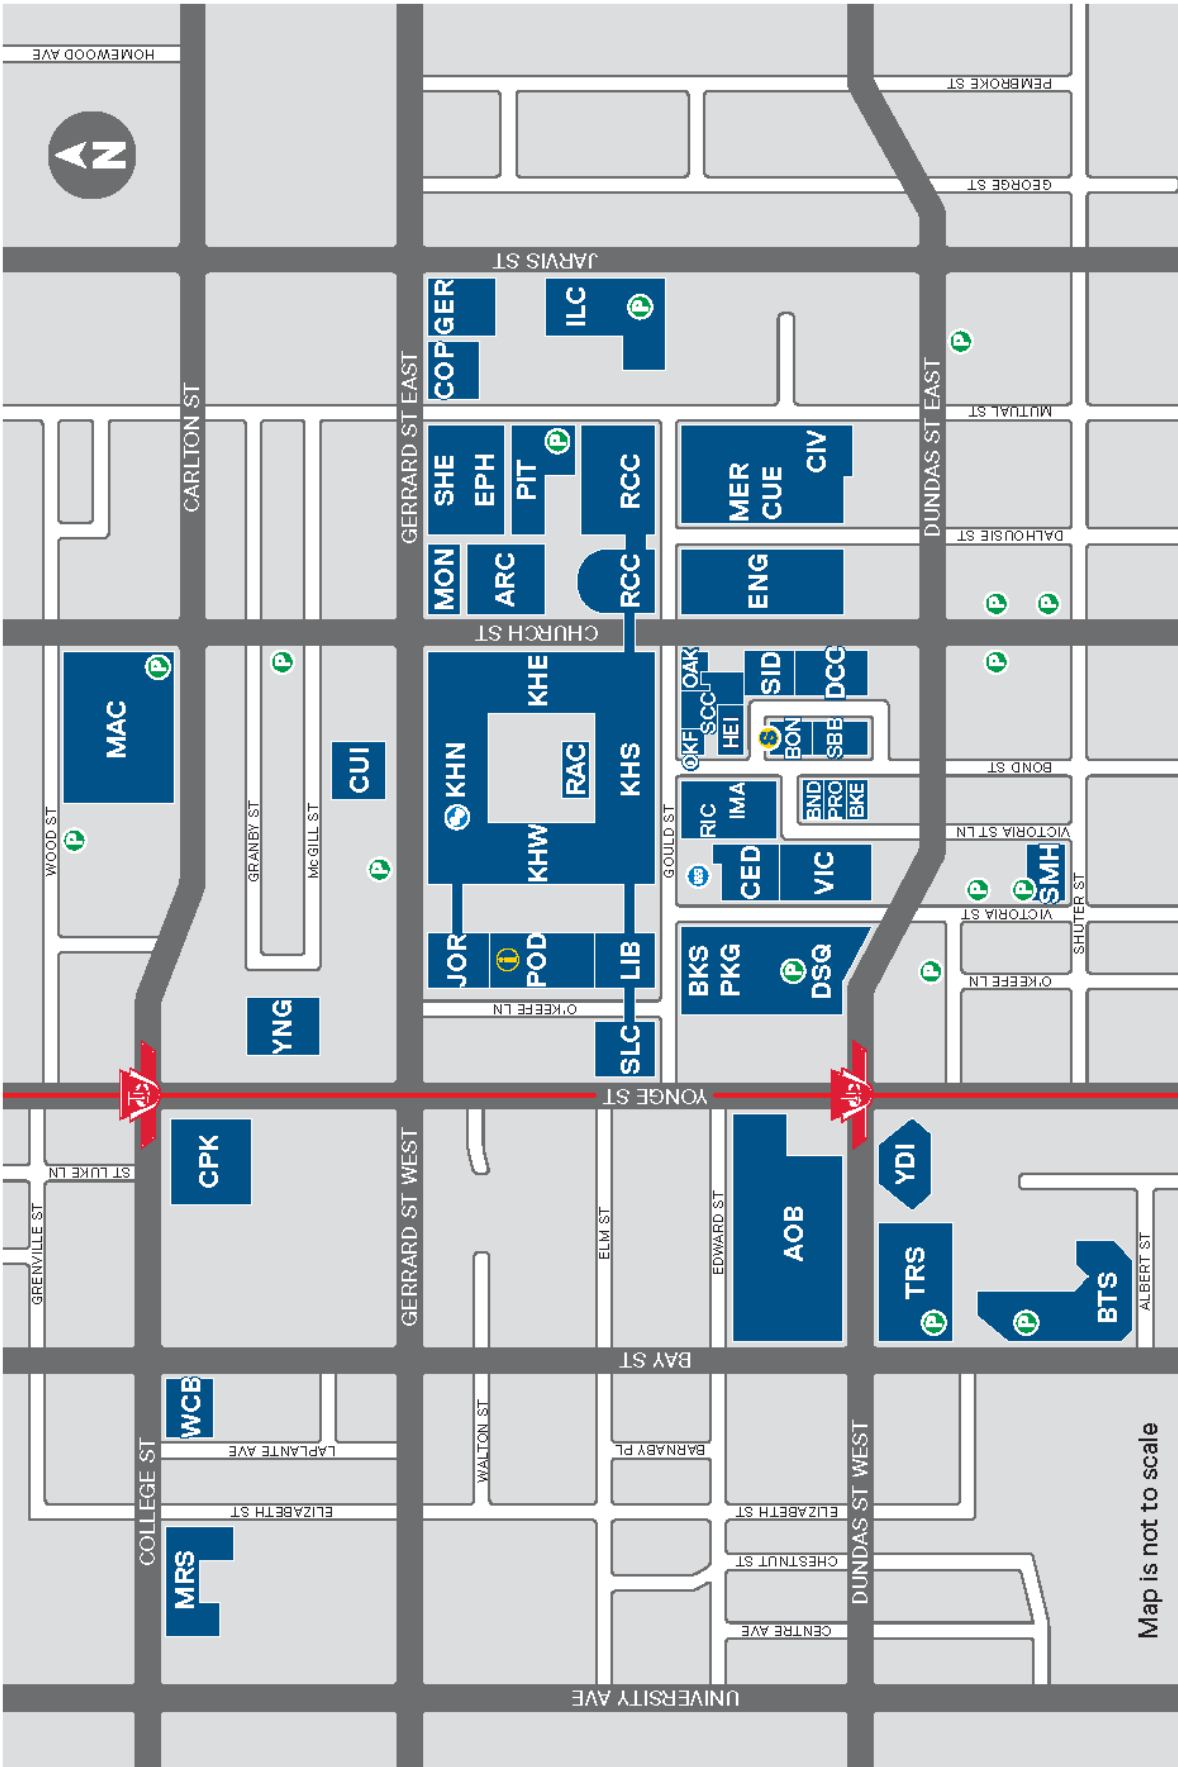 HOMEWOOD AVE
N
PEMBROKE ST
GEORGE ST
JARVIS ST
GER
COP
ILC
P
P
CARLTON ST
GERRARD ST EAST
DUNDAS ST EAST
MUTUAL ST
SHE
EPH
PIT
P
RCC
MER
CUE
CIV
DALHOUSIE ST
MON
ARC
RCC
ENG
P
P
CHURCH ST
MAC
P
P
KHE
OAK
SCC
SID
DCC
P
WOOD ST
P
GRANBY ST
McGILL ST
CUI
P
KHN
RAC
KHS
KHW
OKF
HEI
S
BON
SBB
BOND ST
GOULD ST
RIC
IMA
BND
PRO
BKE
VICTORIA ST LN
CED
VIC
P
P
SMH
VICTORIA ST
SHUTER ST
JOR
i
POD
LIB
BKS
PKG
P
DSQ
P
O'KEEFE LN
O'KEEFE LN
YNG
SLC
YONGE ST
ST LUKE LN
CPK
GRENVILLE ST
GERRARD ST WEST
ELM ST
EDWARD ST
AOB
YDI
TRS
P
BTS
P
ALBERT ST
BAY ST
WCB
LAPLANTE AVE
WALTON ST
BARNABY PL
COLLEGE ST
ELIZABETH ST
ELIZABETH ST
DUNDAS ST WEST
MRS
CHESTNUT ST
CENTRE AVE
UNIVERSITY AVE
Map is not to scale